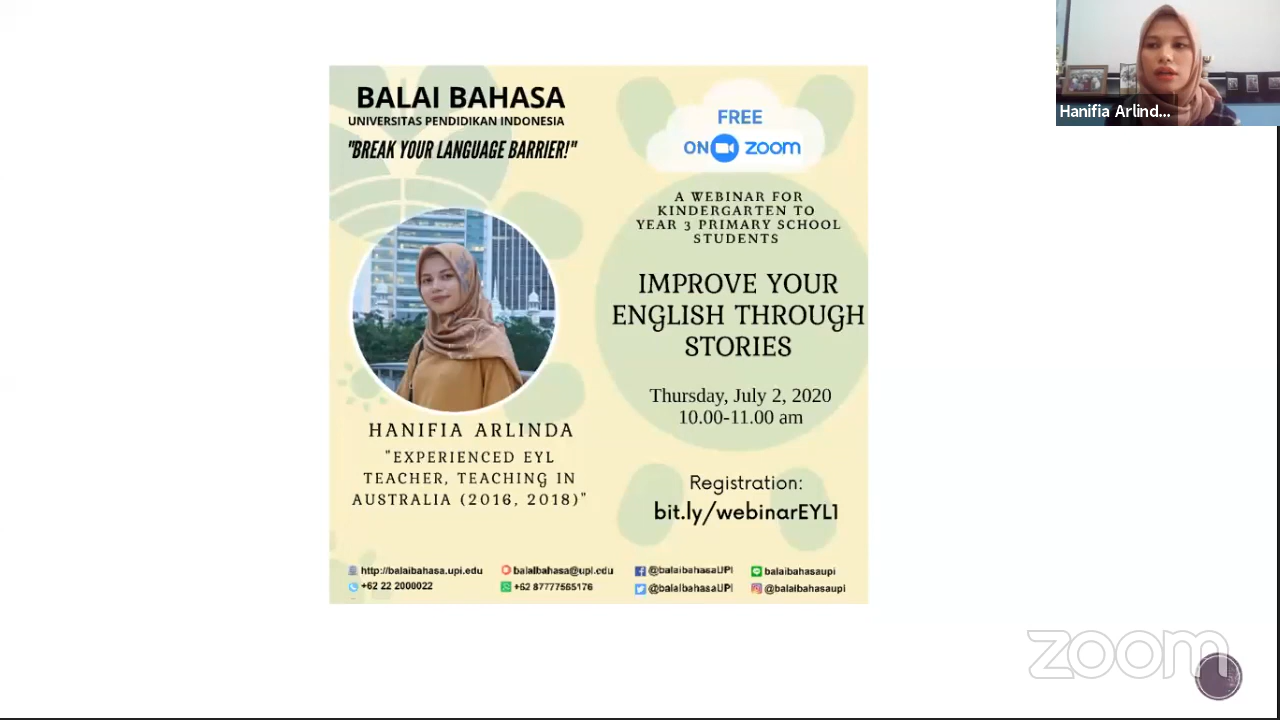 BALAI BAHASA
UNIVERSITAS PENDIDIKAN INDONESIA
"BREAK YOUR LANGUAGE BARRIER!"
FREE
ON zoom
A WEBINAR FOR
KINDERGARTEN TO
YEAR 3 PRIMARY SCHOOL
STUDENTS
IMPROVE YOUR
ENGLISH THROUGH
STORIES
Thursday, July 2, 2020
10.00-11.00 am
HANIFIA ARLINDA
"EXPERIENCED EYL
TEACHER, TEACHING IN
AUSTRALIA (2016, 2018)"
Registration:
bit.ly/webinarEYL1
http://balaibahasa.upi.edu
+62 22 2000022
balaibahasa@upi.edu
+62 87777565176
@balaibahasaUPI
@balaibahasaUPI
balaibahasaupi
@balaibahasaupi
Hanifia Arlind...
zoom